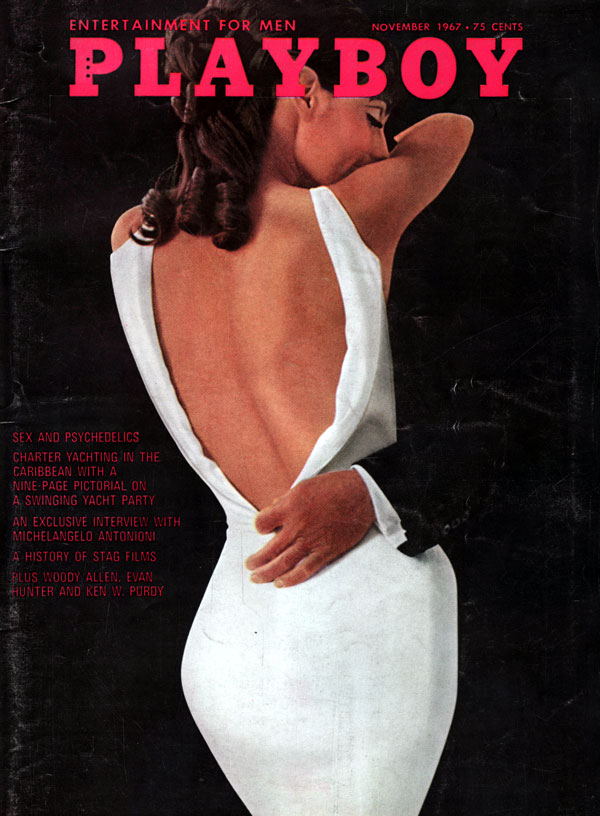 ENTERTAINMENT FOR MEN
NOVEMBER 1967 • 75 CENTS
PLAYBOY
SEX AND PSYCHEDELICS
CHARTER YACHTING IN THE
CARIBBEAN WITH A
NINE-PAGE PICTORIAL ON
A SWINGING YACHT PARTY
AN EXCLUSIVE INTERVIEW WITH
MICHELANGELO ANTONIONI
A HISTORY OF STAG FILMS
PLUS WOODY ALLEN, EVAN
HUNTER AND KEN W. PURDY